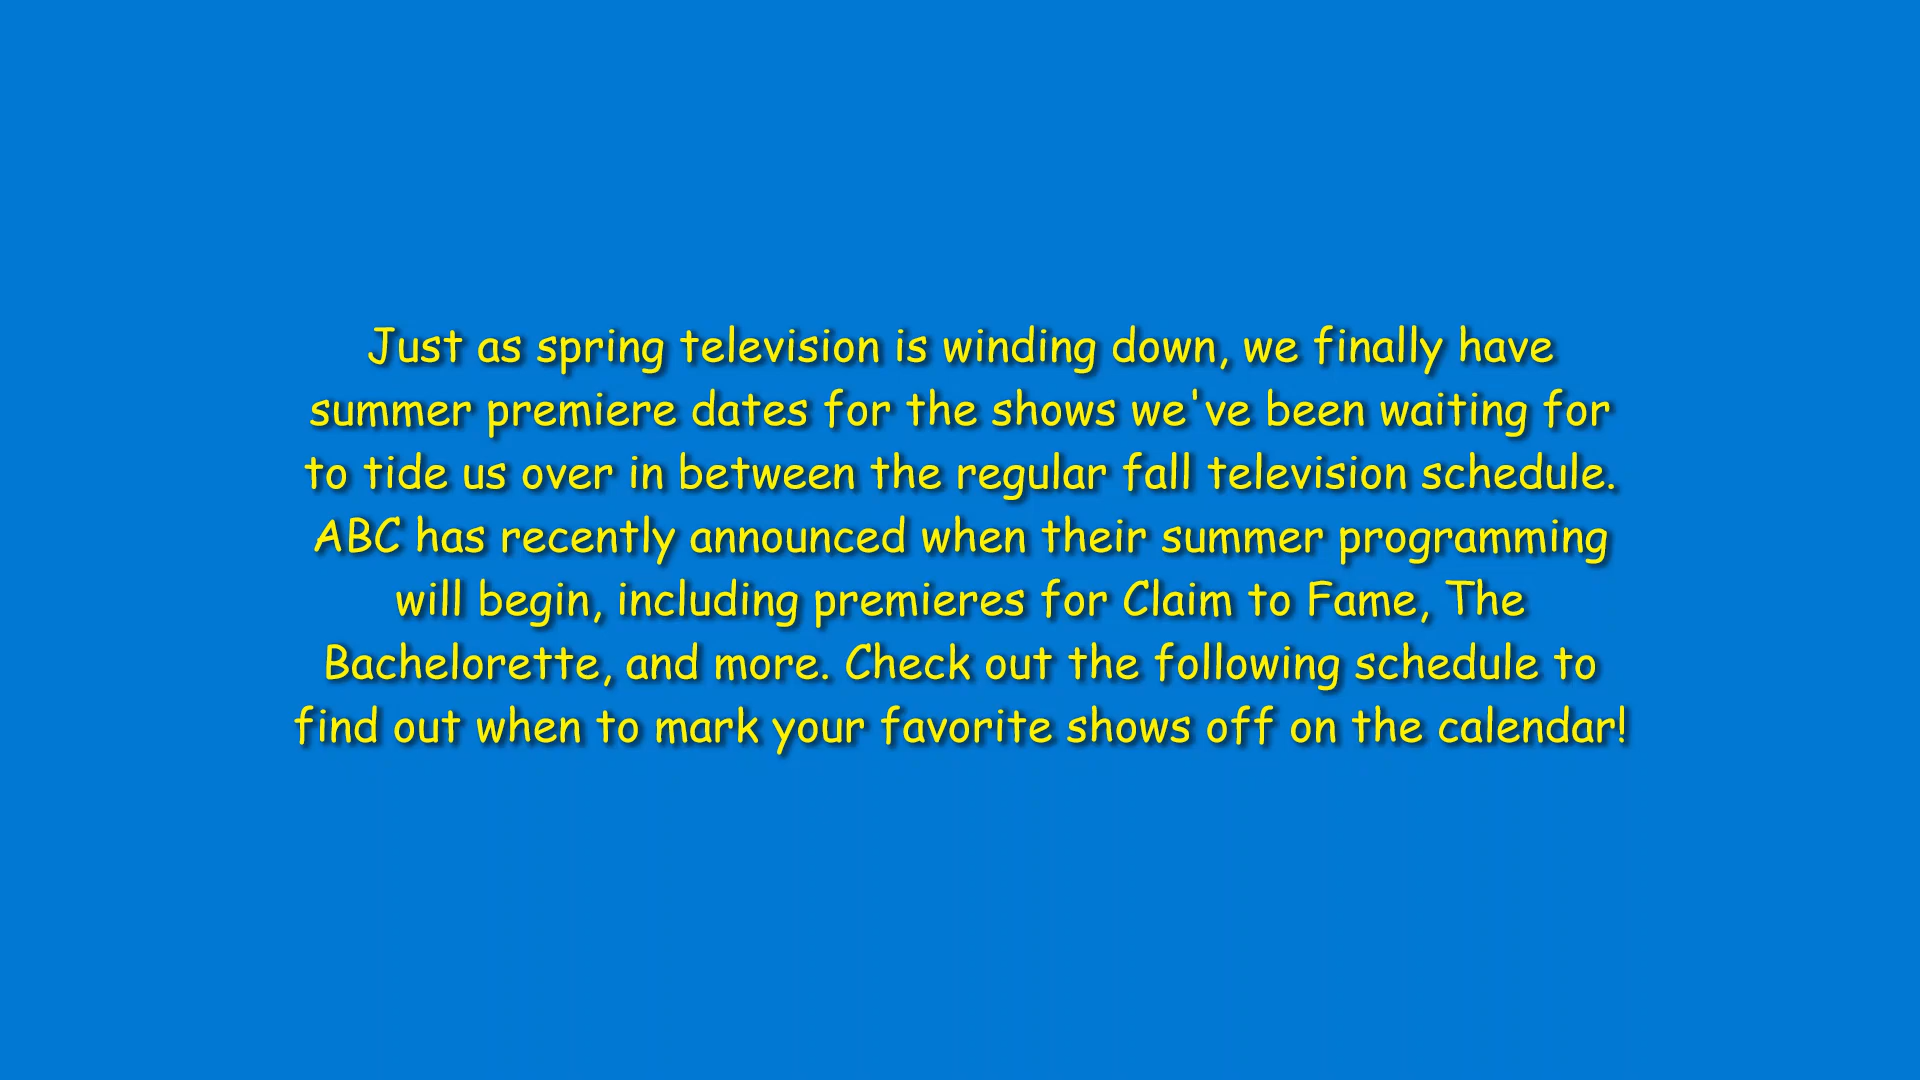 Just as spring television is winding down, we finally have
summer premiere dates for the shows we've been waiting for
to tide us over in between the regular fall television schedule.
ABC has recently announced when their summer programming
will begin, including premieres for Claim to Fame, The
Bachelorette, and more. Check out the following schedule to
find out when to mark your favorite shows off on the calendar!